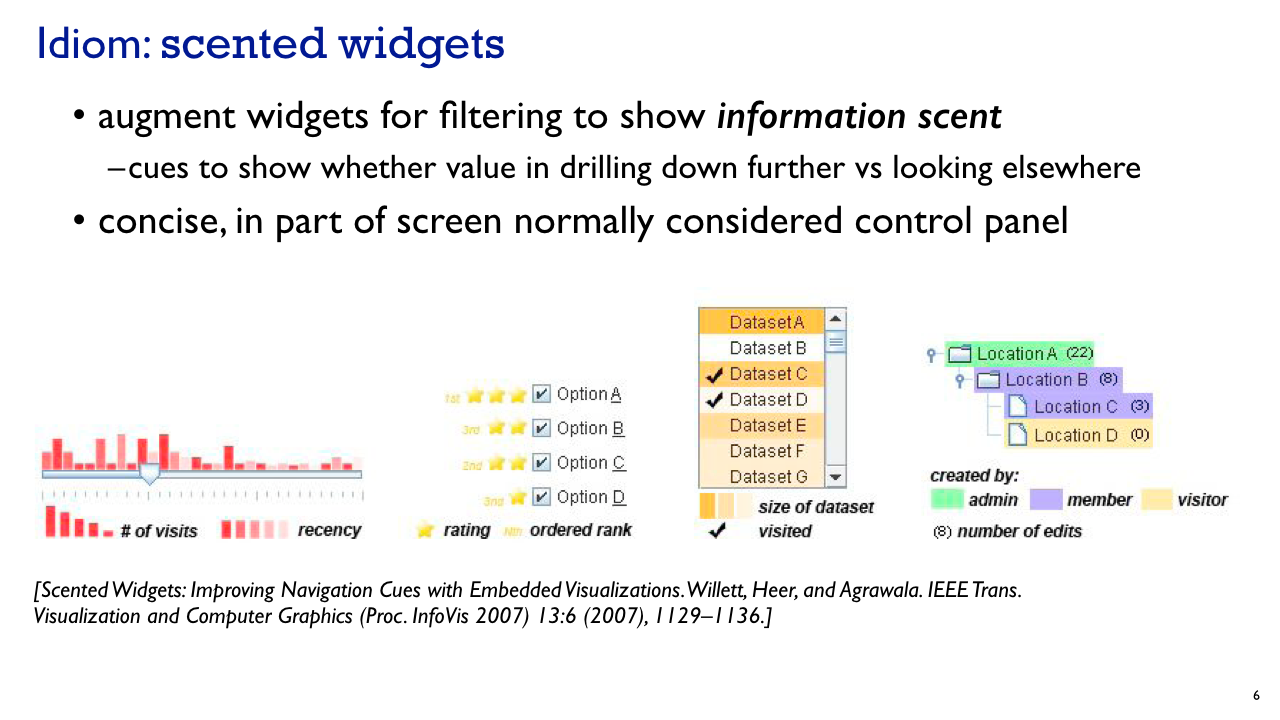 Idiom: scented widgets
• augment widgets for filtering to show information scent
–cues to show whether value in drilling down further vs looking elsewhere
• concise, in part of screen normally considered control panel
# of visits
recency
1st Option A
3rd Option B
2nd Option C
3nd Option D
rating Nth ordered rank
Dataset A
Dataset B
Dataset C
Dataset D
Dataset E
Dataset F
Dataset G
size of dataset
visited
Location A (22)
Location B (8)
Location C (3)
Location D (0)
created by:
admin member visitor
(8) number of edits
[Scented Widgets: Improving Navigation Cues with Embedded Visualizations. Willett, Heer, and Agrawala. IEEE Trans.
Visualization and Computer Graphics (Proc. InfoVis 2007) 13:6 (2007), 1129–1136.]
6